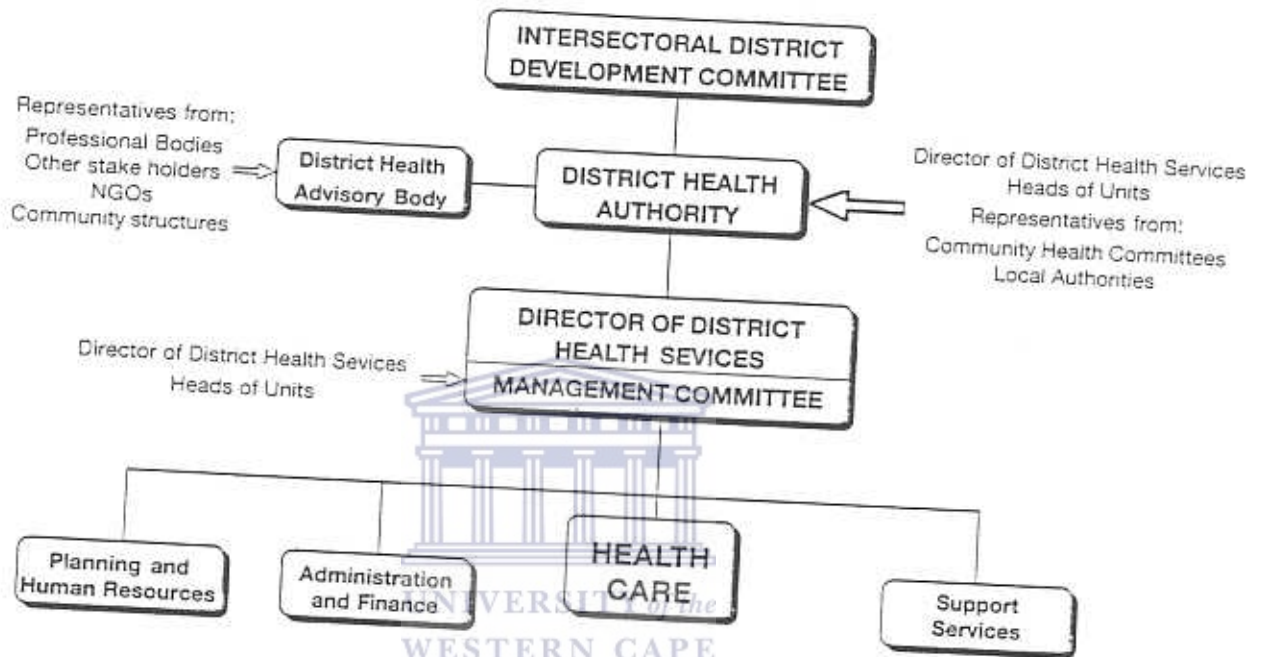 INTERSECTORAL DISTRICT
DEVELOPMENT COMMITTEE
Representatives from:
Professional Bodies
Other stake holders
NGOs
Community structures
District Health
Advisory Body
DISTRICT HEALTH
AUTHORITY
Director of District Health Services
Heads of Units
Representatives from:
Community Health Committees
Local Authorities
DIRECTOR OF DISTRICT
HEALTH SEVICES
MANAGEMENT COMMITTEE
Director of District Health Sevices
Heads of Units
Planning and
Human Resources
Administration
and Finance
HEALTH
CARE
Support
Services
UNIVERSITY of the
WESTERN CAPE